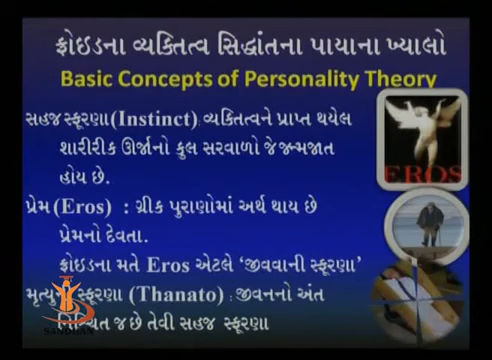 ફ્રોઇડના વ્યક્તિત્વ સિદ્ધાંતના પાયાના ખ્યાલો
Basic Concepts of Personality Theory
સહજ સ્ફૂરણા(Instinct) : વ્યક્તિત્વને પ્રાપ્ત થયેલ
શારીરીક ઊર્જાનો કુલ સરવાળો જે જન્મજાત
હોય છે.
EROS
પ્રેમ (Eros) : ગ્રીક પુરાણોમાં અર્થ થાય છે
પ્રેમનો દેવતા.
ફ્રોઇડના મતે Eros એટલે ‘જીવવાની સ્ફૂરણા’
મૃત્યુ સ્ફૂરણા (Thanato) : જીવનનો અંત
નિશ્ચિત જ છે તેવી સહજ સ્ફૂરણા
SANDHAN